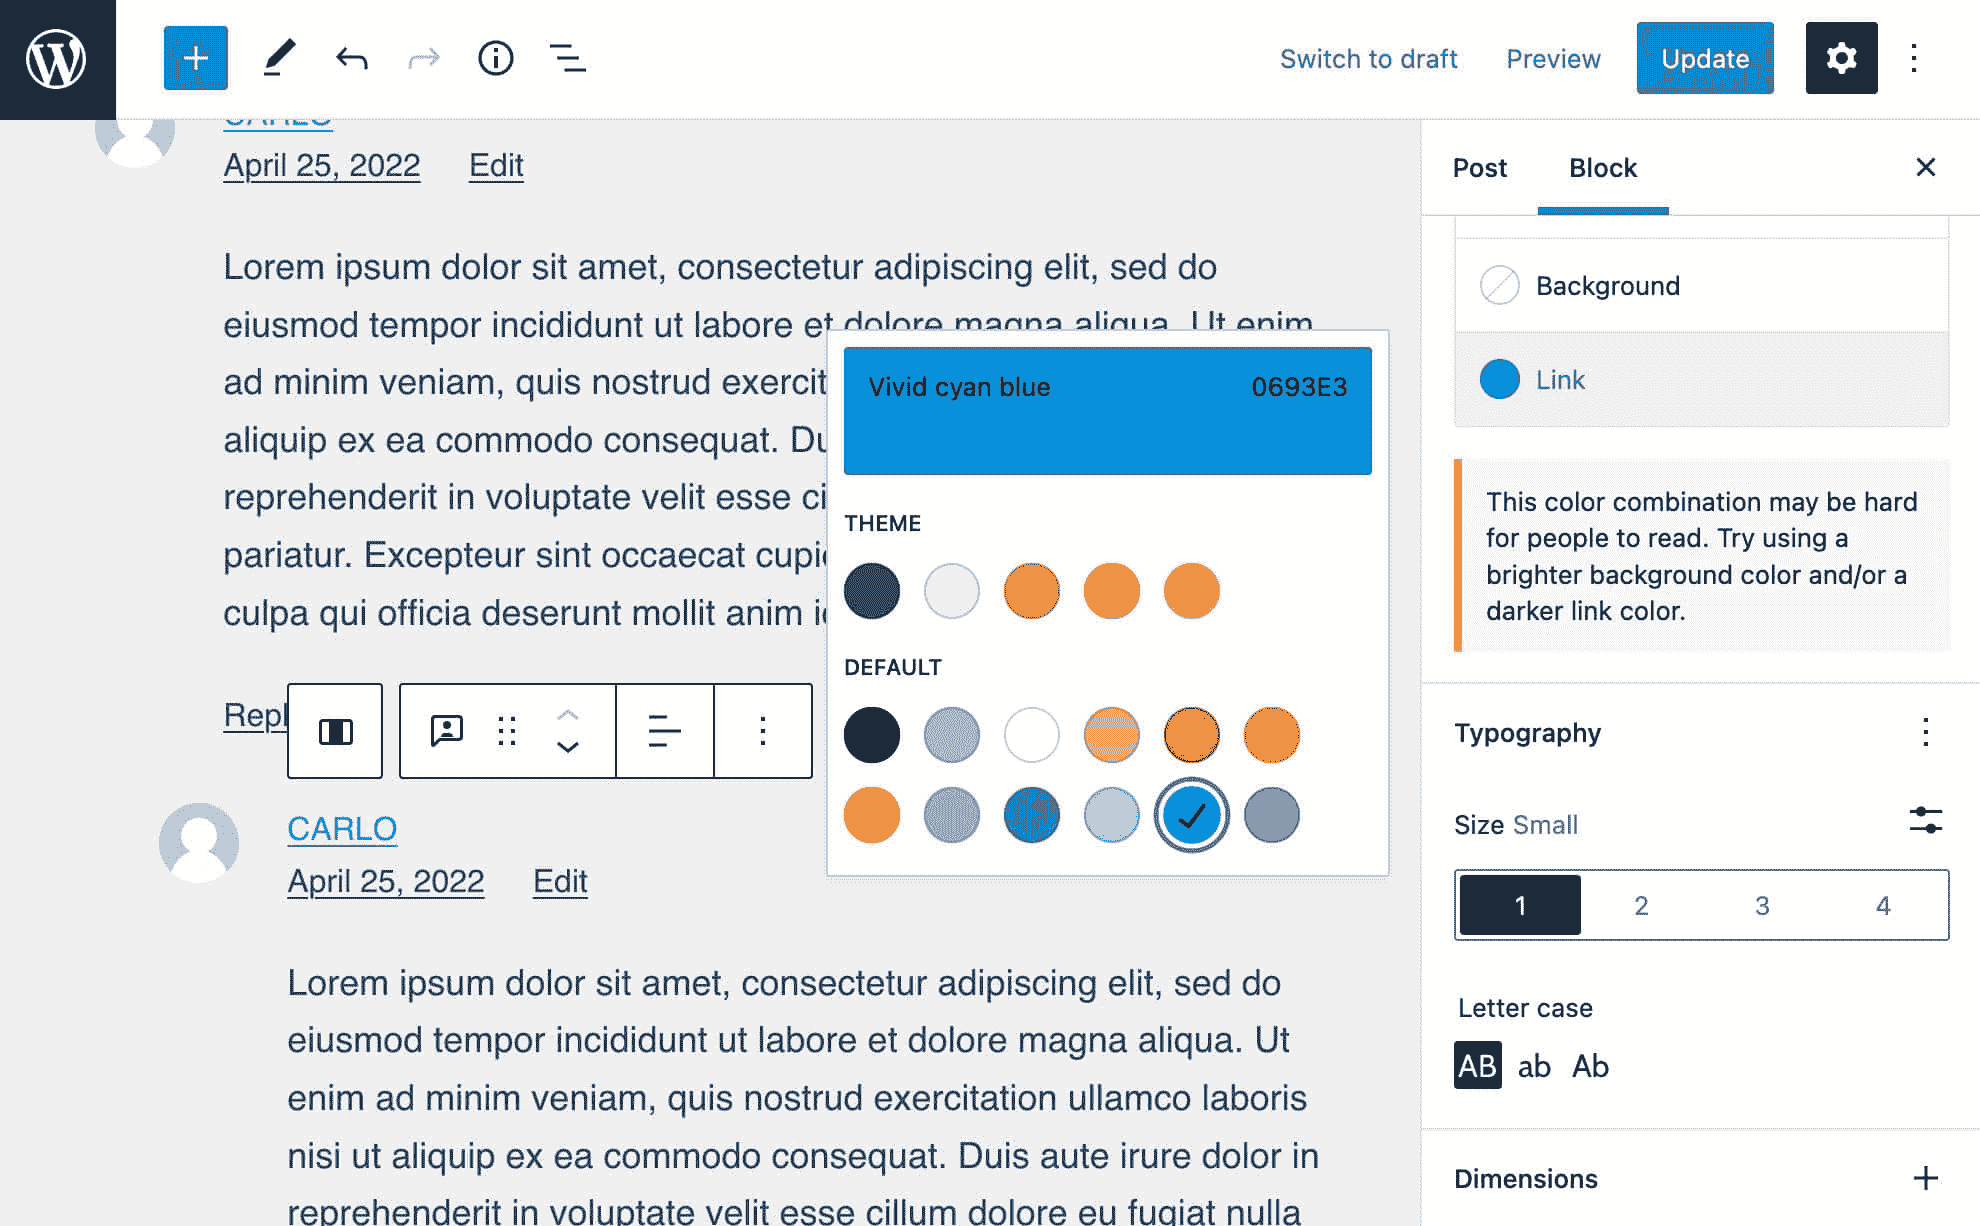 Switch to draft
Preview
Update
CARLO
April 25, 2022 Edit
Lorem ipsum dolor sit amet, consectetur adipiscing elit, sed do
eiusmod tempor incididunt ut labore et dolore magna aliqua. Ut enim
ad minim veniam, quis nostrud exercit
aliquip ex ea commodo consequat. Du
reprehenderit in voluptate velit esse ci
pariatur. Excepteur sint occaecat cupi
culpa qui officia deserunt mollit anim i
Repl
CARLO
April 25, 2022 Edit
Lorem ipsum dolor sit amet, consectetur adipiscing elit, sed do
eiusmod tempor incididunt ut labore et dolore magna aliqua. Ut
enim ad minim veniam, quis nostrud exercitation ullamco laboris
nisi ut aliquip ex ea commodo consequat. Duis aute irure dolor in
reprehenderit in voluptate velit esse cillum dolore eu fugiat nulla
Vivid cyan blue 0693E3
THEME
DEFAULT
Post Block
Background
Link
This color combination may be hard
for people to read. Try using a
brighter background color and/or a
darker link color.
Typography
Size Small
1 2 3 4
Letter case
AB ab Ab
Dimensions